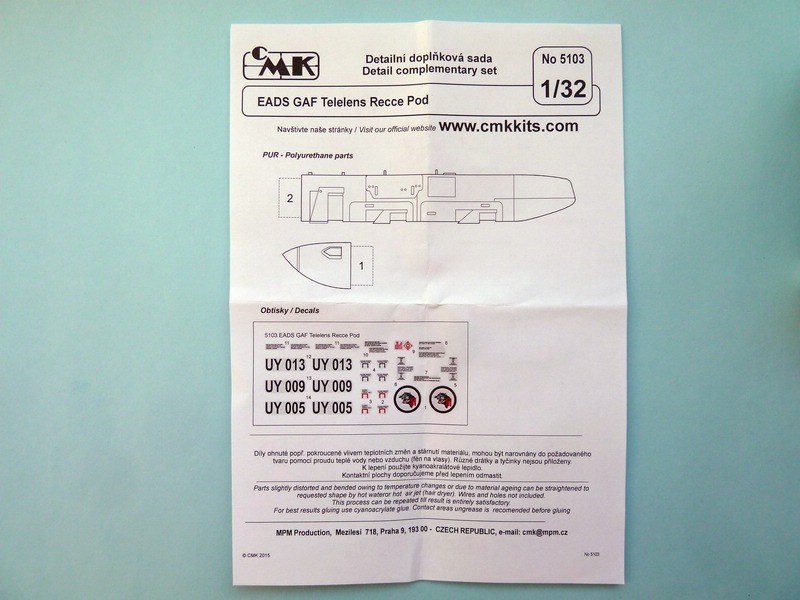 CMK
Detailní doplňková sada
Detail complementary set
No 5103
1/32
EADS GAF Telelens Recce Pod
Navštivte naše stránky / Visit our official website www.cmkkits.com
PUR - Polyurethane parts
2
1
Obtisky / Decals
5103 EADS GAF Telelens Recce Pod
11 11
12
UY 013 UY 013
13
UY 009 UY 009
14
UY 005 UY 005
Díly ohnuté popř. pokroucené vlivem teplotních změn a stárnutí materiálu, mohou být narovnány do požadovaného
tvaru pomocí proudu teplé vody nebo vzduchu (fén na vlasy). Různé drátky a tyčinky nejsou přiloženy.
K lepení použijte kyanoakralátové lepidlo.
Kontaktní plochy doporučujeme před lepením odmastit.
Parts slightly distorted and bended owing to temperature changes or due to material ageing can be straightened to
requested shape by hot wateror hot air jet (hair dryer). Wires and holes not included.
This process can be repeated till result is entirely satisfactory.
For best results gluing use cyanoacrylate glue. Contact areas ungrease is recomended before gluing
MPM Production, Mezilesí 718, Praha 9, 193 00 - CZECH REPUBLIC, e-mail: cmk@mpm.cz
© CMK 2015
No 5103